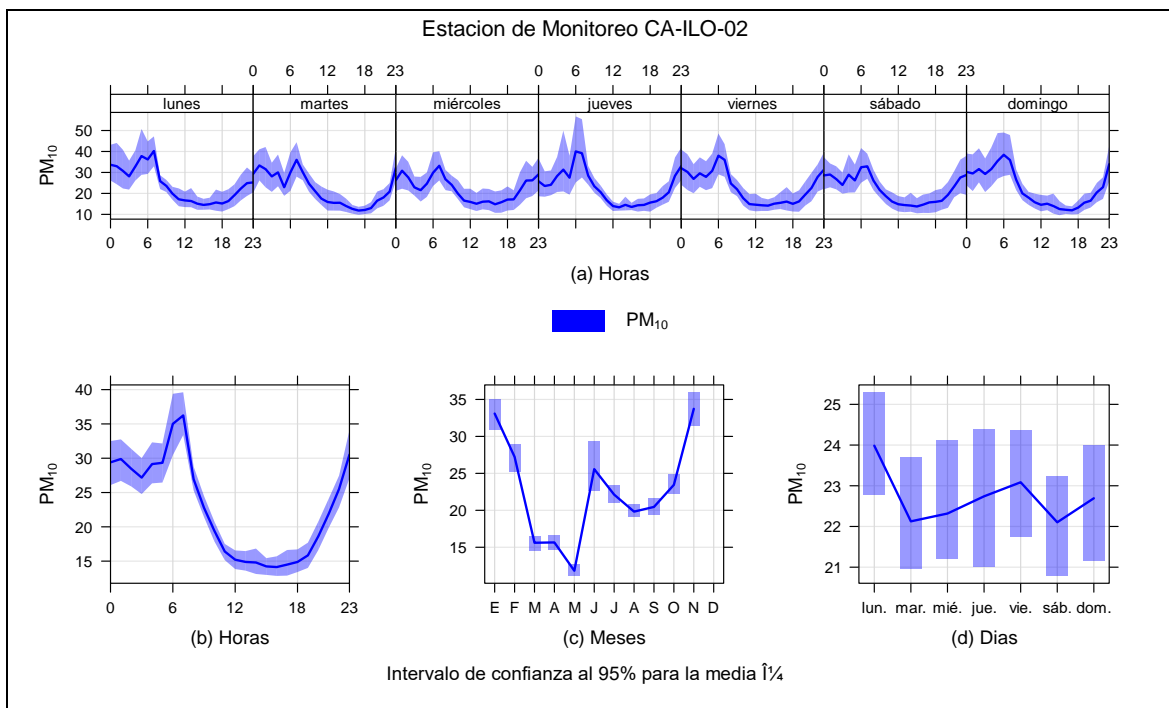 Estacion de Monitoreo CA-ILO-02
0 6 12 18 23 0 6 12 18 23 0 6 12 18 23
lunes martes miércoles jueves viernes sábado domingo
50
40
30
20
10
PM₁₀
0 6 12 18 23 0 6 12 18 23 0 6 12 18 23 0 6 12 18 23
(a) Horas
PM₁₀
40
35
30
25
20
15
PM₁₀
0 6 12 18 23
(b) Horas
35
30
25
20
15
PM₁₀
E F M A M J J A S O N D
(c) Meses
25
24
23
22
21
PM₁₀
lun. mar. mié. jue. vie. sáb. dom.
(d) Dias
Intervalo de confianza al 95% para la media Î¼